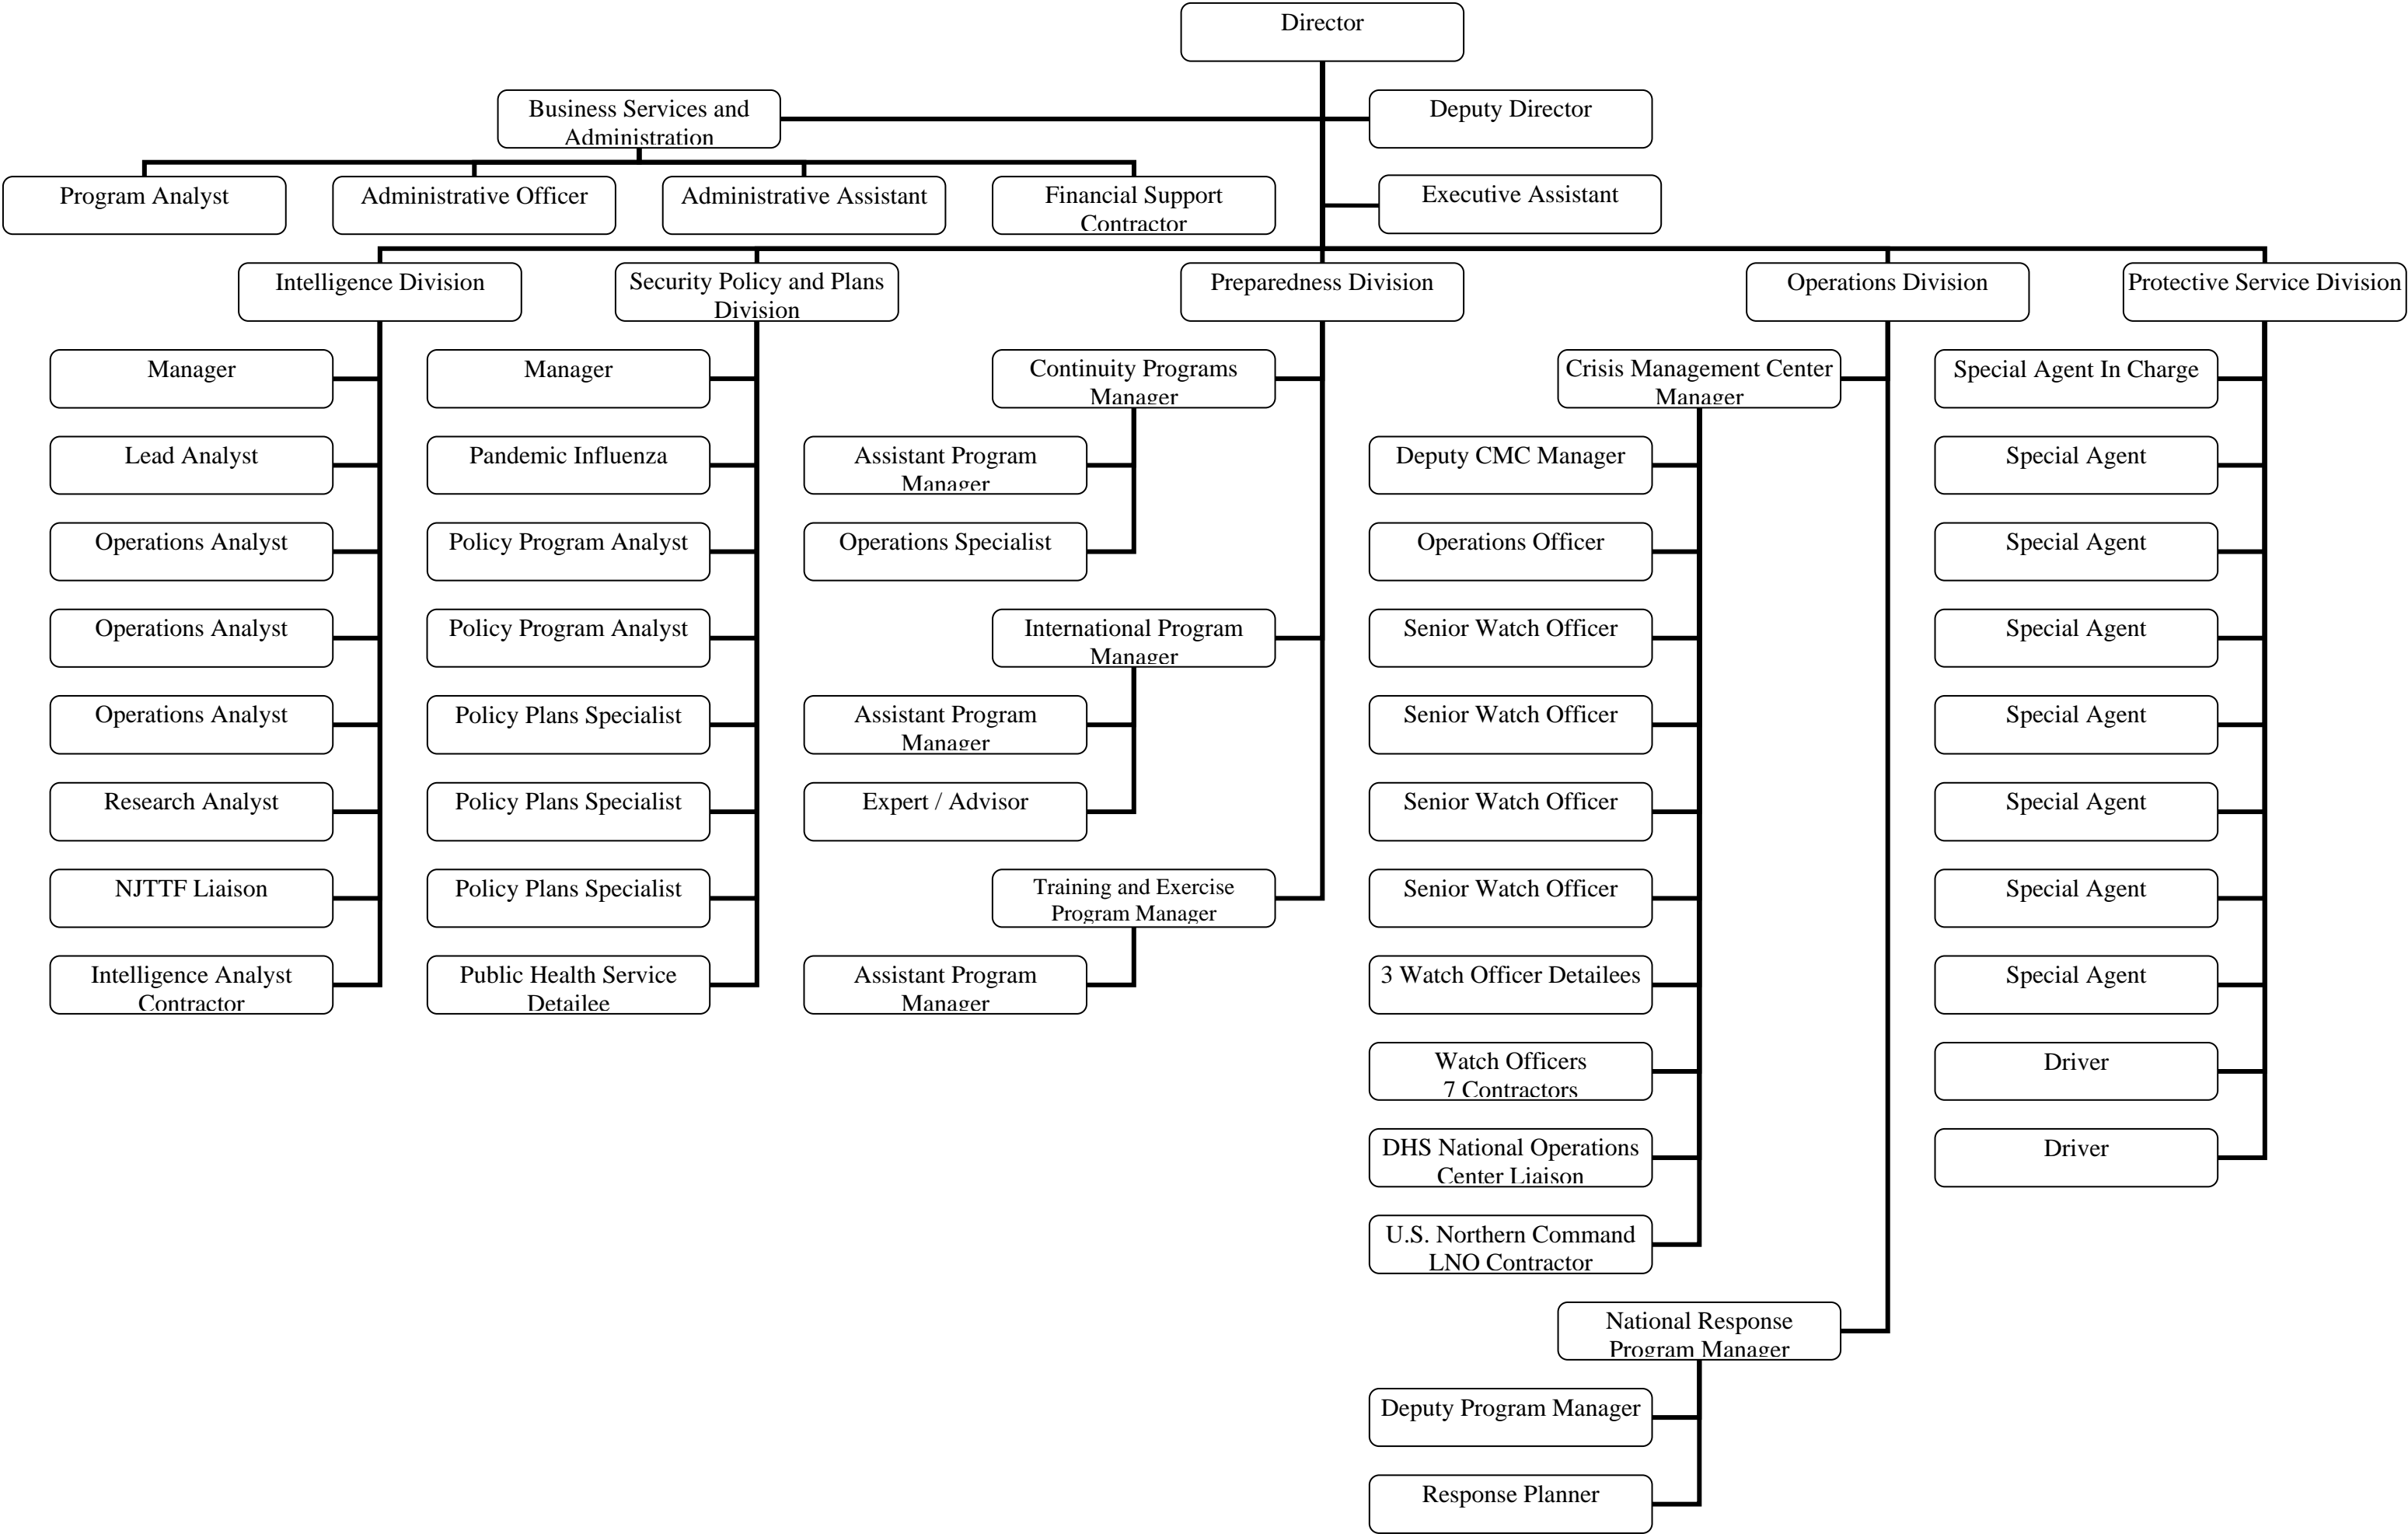 Director
Business Services and
Administration
Deputy Director
Program Analyst
Administrative Officer
Administrative Assistant
Financial Support
Contractor
Executive Assistant
Intelligence Division
Security Policy and Plans
Division
Preparedness Division
Operations Division
Protective Service Division
Manager
Lead Analyst
Operations Analyst
Operations Analyst
Operations Analyst
Research Analyst
NJTTF Liaison
Intelligence Analyst
Contractor
Manager
Pandemic Influenza
Policy Program Analyst
Policy Program Analyst
Policy Plans Specialist
Policy Plans Specialist
Policy Plans Specialist
Public Health Service
Detailee
Continuity Programs
Manager
Assistant Program
Manager
Operations Specialist
International Program
Manager
Assistant Program
Manager
Expert / Advisor
Training and Exercise
Program Manager
Assistant Program
Manager
Crisis Management Center
Manager
Deputy CMC Manager
Operations Officer
Senior Watch Officer
Senior Watch Officer
Senior Watch Officer
Senior Watch Officer
3 Watch Officer Detailees
Watch Officers
7 Contractors
DHS National Operations
Center Liaison
U.S. Northern Command
LNO Contractor
National Response
Program Manager
Deputy Program Manager
Response Planner
Special Agent In Charge
Special Agent
Special Agent
Special Agent
Special Agent
Special Agent
Special Agent
Special Agent
Driver
Driver